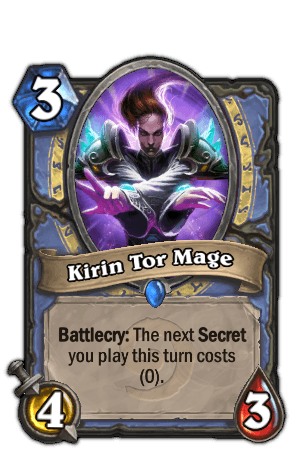 3
Kirin Tor Mage
Battlecry: The next Secret
you play this turn costs
(0).
4
3